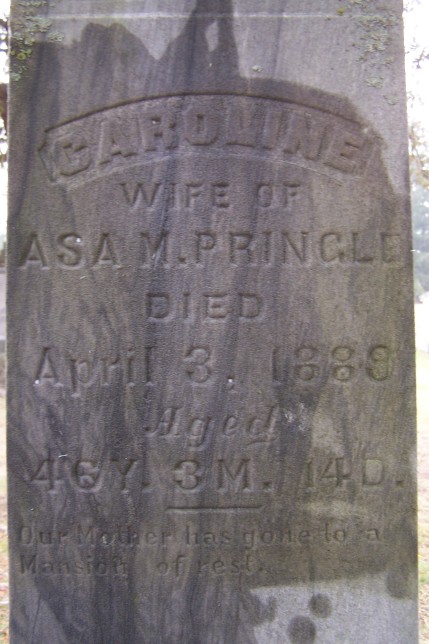 CAROLINE
WIFE OF
ASA M. PRINGLE
DIED
April 3, 1889
Aged
46Y. 3M. 14D.
Our Mother has gone to a
Mansion of rest.